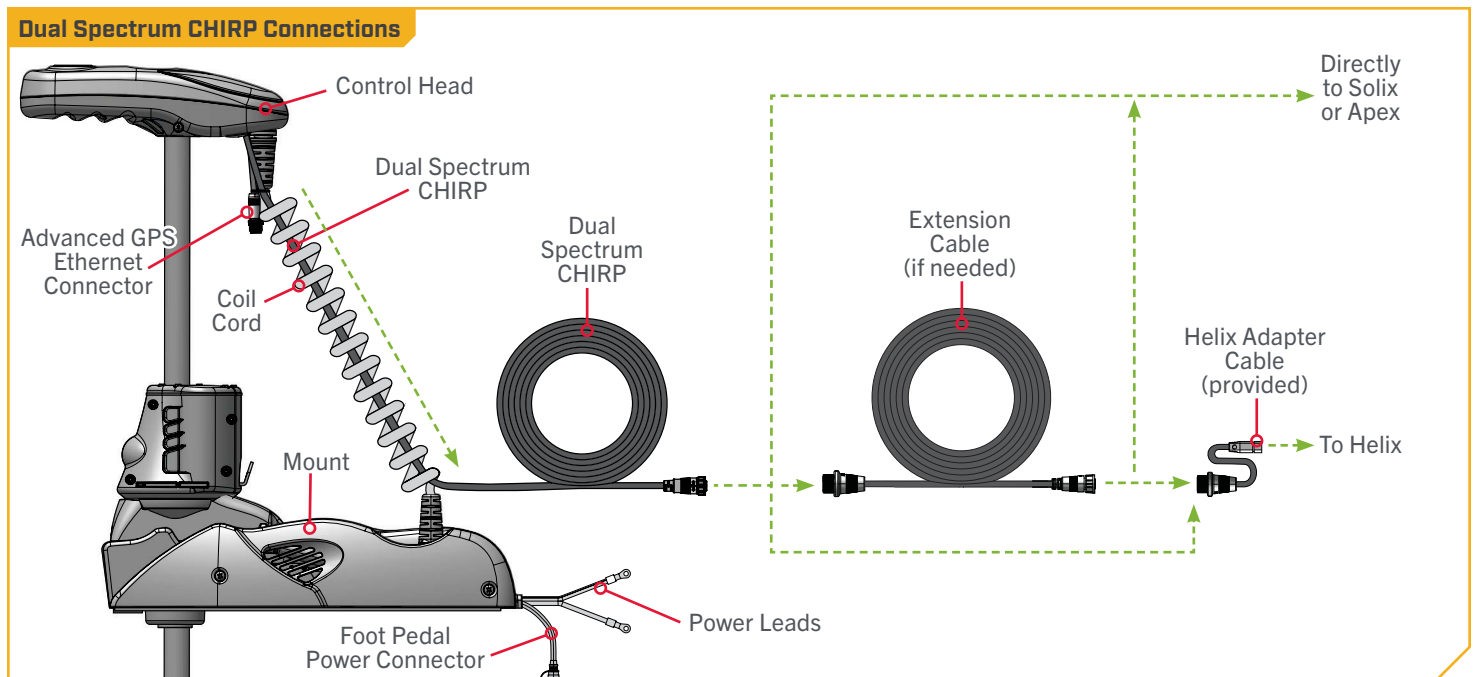 Dual Spectrum CHIRP Connections
Control Head
Directly
to Solix
or Apex
Dual Spectrum
CHIRP
Advanced GPS
Ethernet
Connector
Coil
Cord
Dual
Spectrum
CHIRP
Extension
Cable
(if needed)
Helix Adapter
Cable
(provided)
To Helix
Mount
Power Leads
Foot Pedal
Power Connector